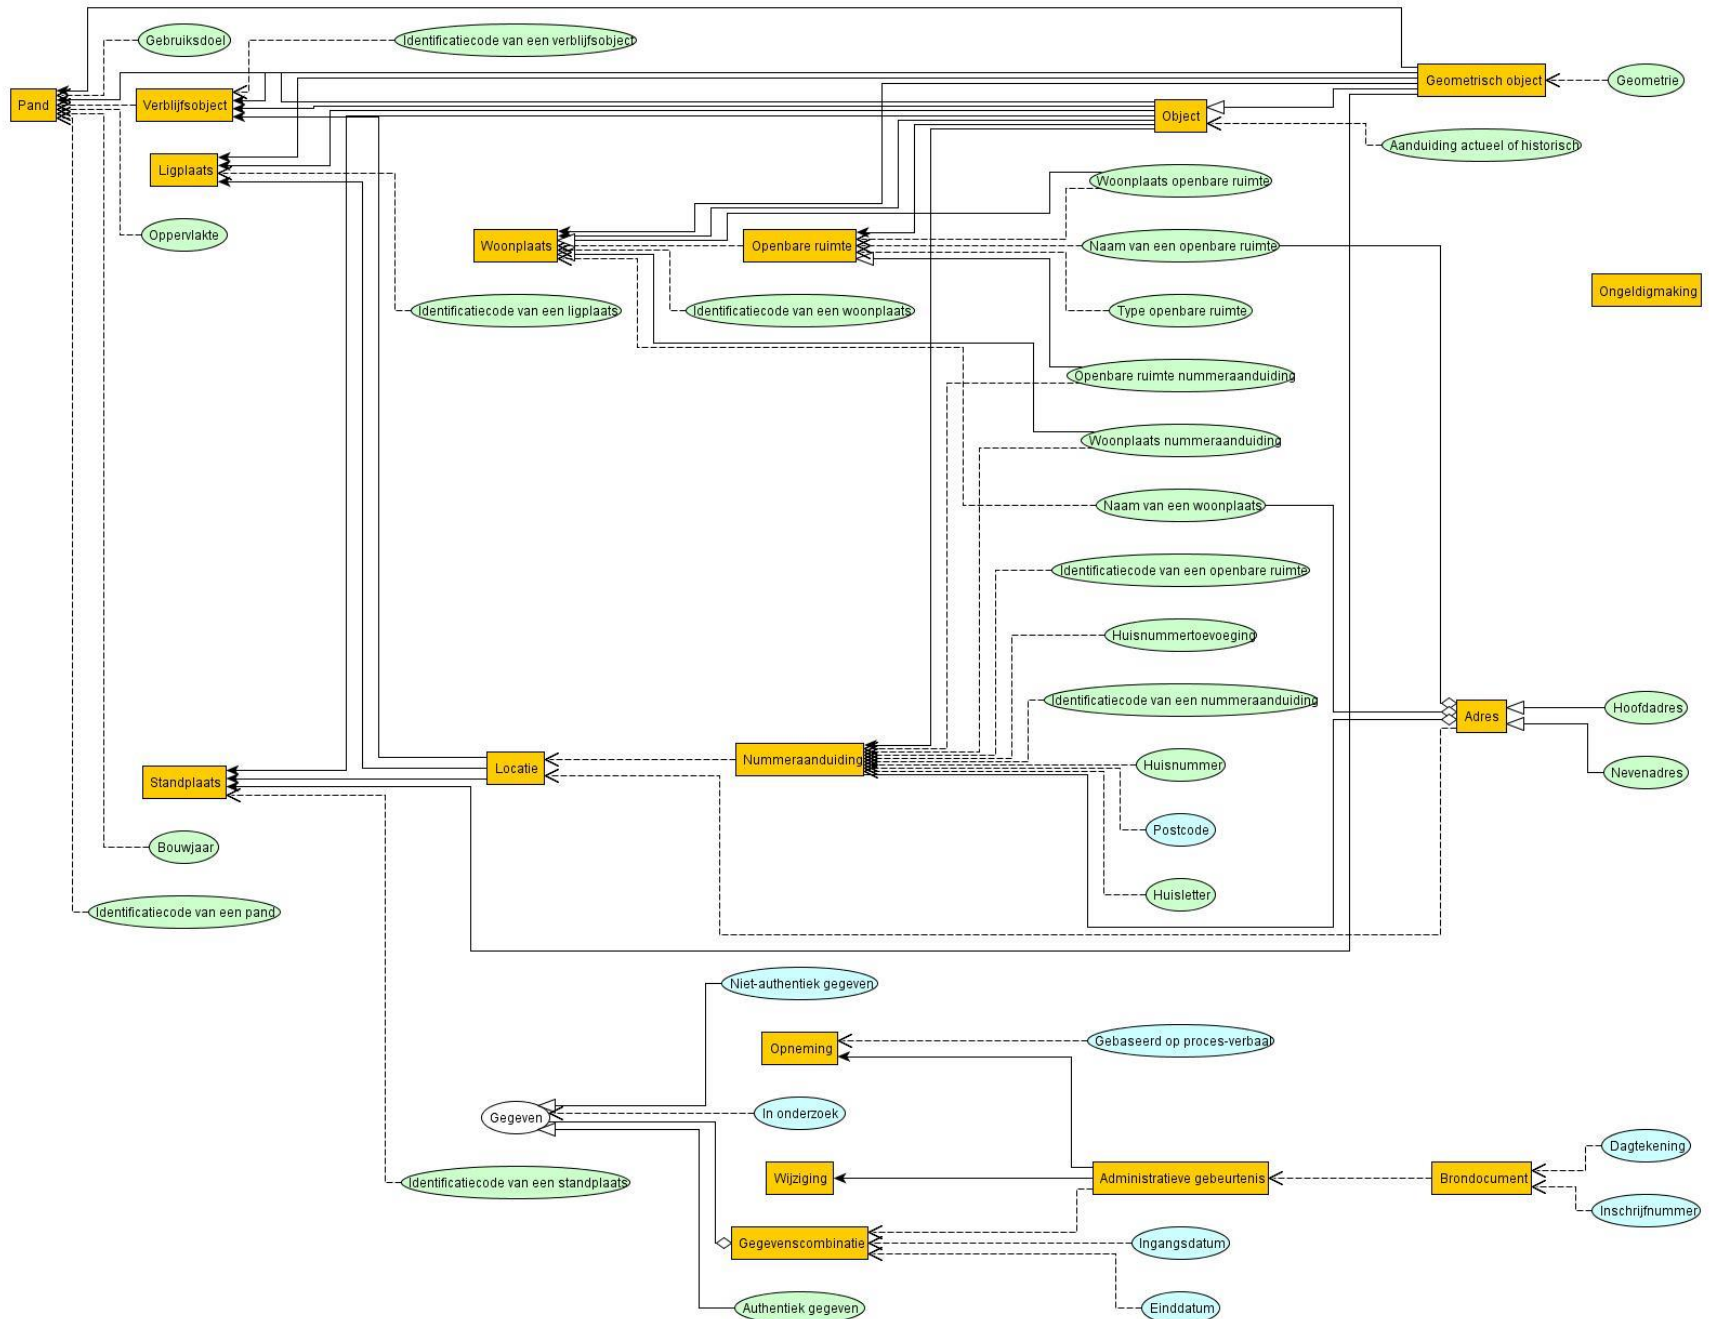 Gebruiksdoel
Identificatiecode van een verblijfsobject
Geometrisch object
Geometrie
Pand
Verblijfsobject
Object
Aanduiding actueel of historisch
Ligplaats
Woonplaats openbare ruimte
Oppervlakte
Woonplaats
Openbare ruimte
Naam van een openbare ruimte
Ongeldigmaking
Identificatiecode van een ligplaats
Identificatiecode van een woonplaats
Type openbare ruimte
Openbare ruimte nummeraanduiding
Woonplaats nummeraanduiding
Naam van een woonplaats
Identificatiecode van een openbare ruimte
Huisnummertoevoeging
Identificatiecode van een nummeraanduiding
Adres
Hoofdadres
Standplaats
Locatie
Nummeraanduiding
Huisnummer
Nevenadres
Postcode
Bouwjaar
Huisletter
Identificatiecode van een pand
Niet-authentiek gegeven
Opneming
Gebaseerd op proces-verbaal
Gegeven
In onderzoek
Dagtekening
Identificatiecode van een standplaats
Wijziging
Administratieve gebeurtenis
Brondocument
Inschrijfnummer
Gegevenscombinatie
Ingangsdatum
Authentiek gegeven
Einddatum